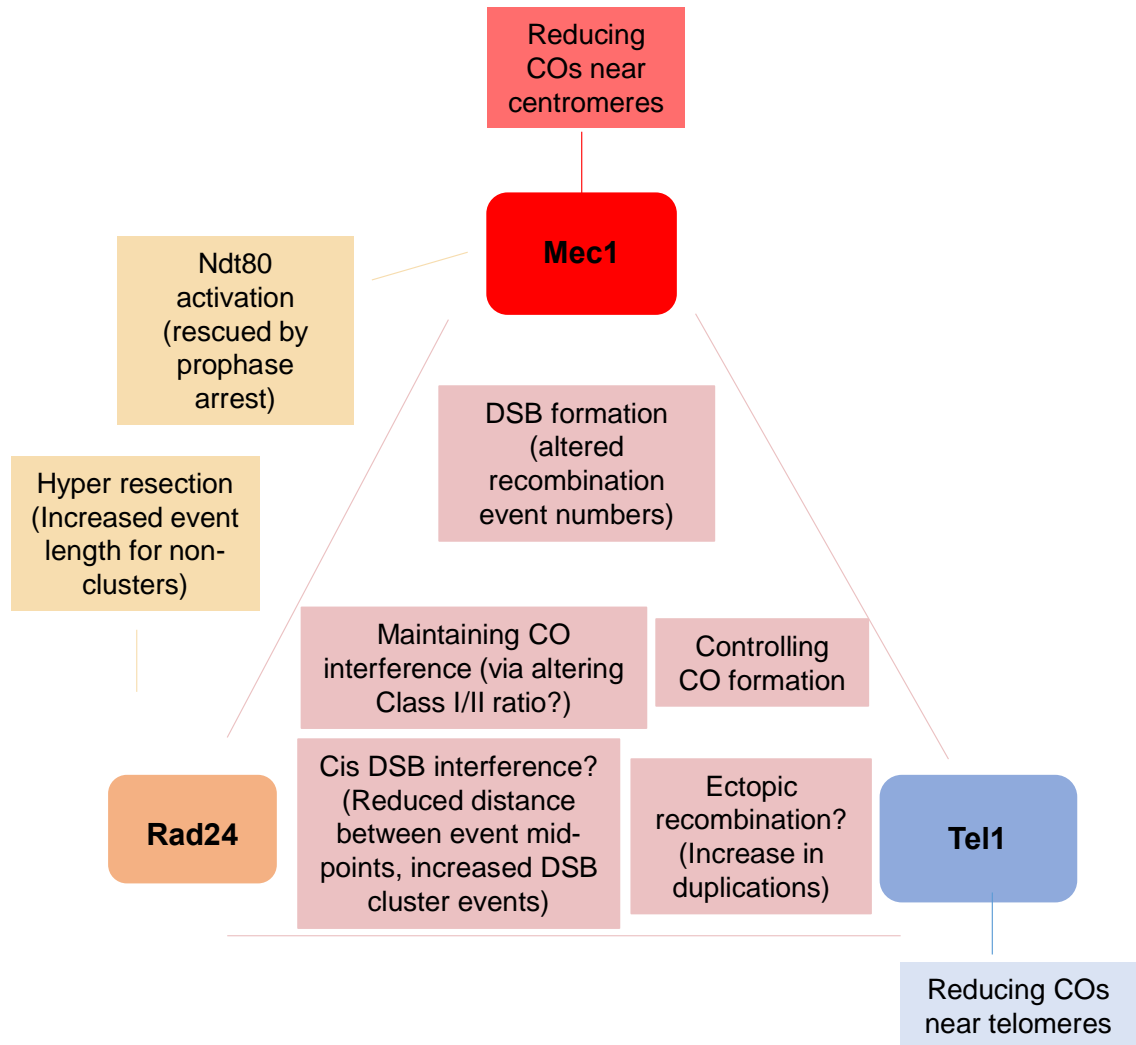 Reducing
COs near
centromeres
Mec1
Ndt80
activation
(rescued by
prophase
arrest)
DSB formation
(altered
recombination
event numbers)
Hyper resection
(Increased event
length for non-
clusters)
Maintaining CO
interference (via altering
Class I/II ratio?)
Controlling
CO formation
Rad24
Cis DSB interference?
(Reduced distance
between event mid-
points, increased DSB
cluster events)
Ectopic
recombination?
(Increase in
duplications)
Tel1
Reducing COs
near telomeres